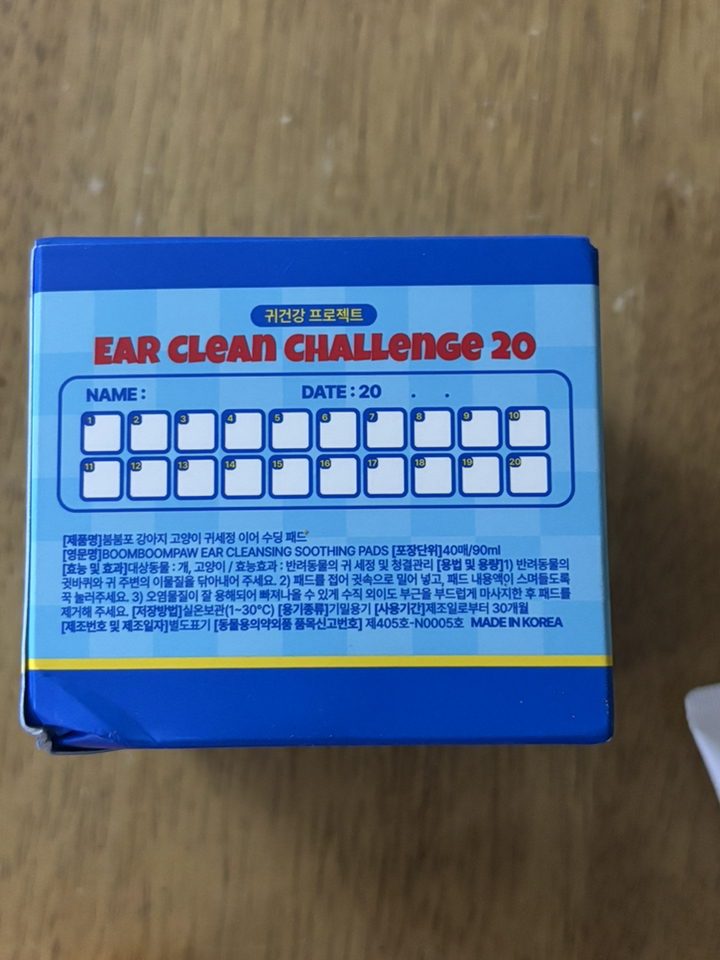 귀건강 프로젝트
EAR CLEAN CHALLENGE 20
NAME : DATE : 20 . .
1 2 3 4 5 6 7 8 9 10
11 12 13 14 15 16 17 18 19 20
[제품명]붐붐포 강아지 고양이 귀세정 이어 수딩 패드
[영문명]BOOMBOOMPAW EAR CLEANSING SOOTHING PADS [포장단위]40매/90ml
[효능 및 효과]대상동물 : 개, 고양이 / 효능효과 : 반려동물의 귀 세정 및 청결관리 [용법 및 용량]1) 반려동물의
귓바퀴와 귀 주변의 이물질을 닦아내어 주세요. 2) 패드를 접어 귓속으로 밀어 넣고, 패드 내용액이 스며들도록
꾹 눌러주세요. 3) 오염물질이 잘 용해되어 빠져나올 수 있게 수직 외이도 부근을 부드럽게 마사지한 후 패드를
제거해 주세요. [저장방법]실온보관(1~30°C) [용기종류]기밀용기 [사용기간]제조일로부터 30개월
[제조번호 및 제조일자]별도표기 [동물용의약외품 품목신고번호] 제405호-N0005호 MADE IN KOREA